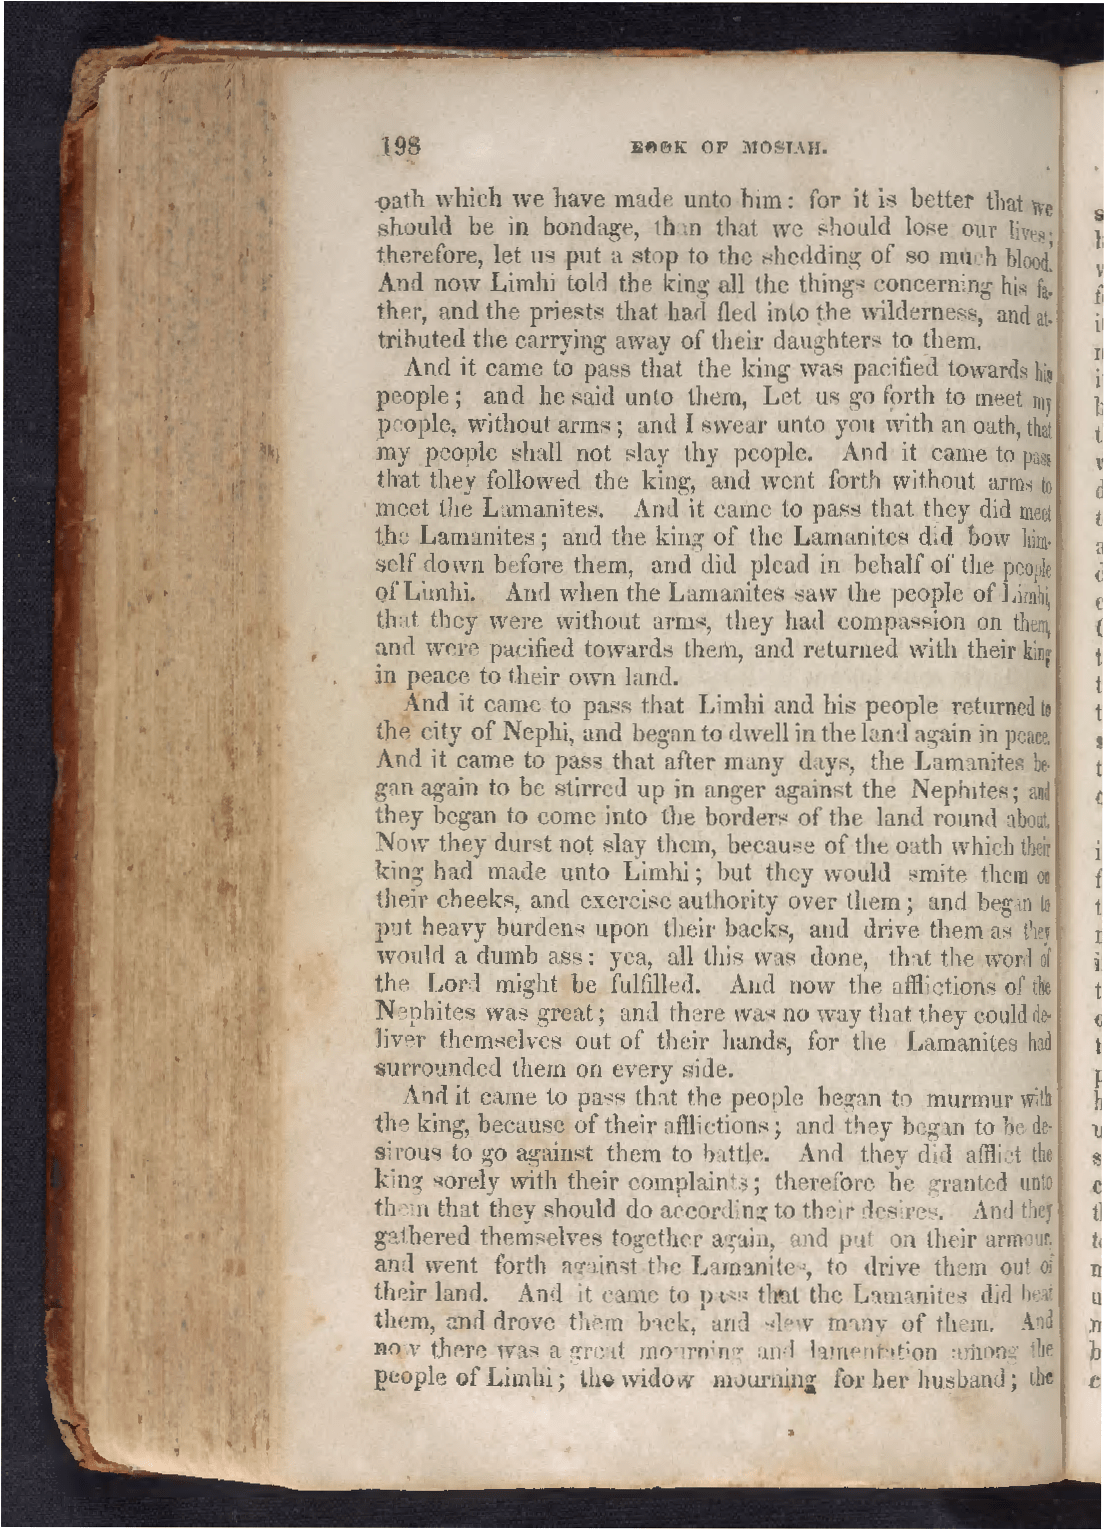 198 BOOK OF MOSIAH.
oath which we have made unto him: for it is better that we
should be in bondage, than that we should lose our lives;
therefore, let us put a stop to the shedding of so much blood.
And now Limhi told the king all the things concerning his fa-
ther, and the priests that had fled into the wilderness, and at-
tributed the carrying away of their daughters to them.
And it came to pass that the king was pacified towards his
people; and he said unto them, Let us go forth to meet my
people, without arms; and I swear unto you with an oath, that
my people shall not slay thy people. And it came to pass
that they followed the king, and went forth without arms to
meet the Lamanites. And it came to pass that they did meet
the Lamanites; and the king of the Lamanites did bow him-
self down before them, and did plead in behalf of the people
of Limhi. And when the Lamanites saw the people of Limhi,
that they were without arms, they had compassion on them,
and were pacified towards them, and returned with their king
in peace to their own land.
And it came to pass that Limhi and his people returned to
the city of Nephi, and began to dwell in the land again in peace.
And it came to pass that after many days, the Lamanites be-
gan again to be stirred up in anger against the Nephites; and
they began to come into the borders of the land round about.
Now they durst not slay them, because of the oath which their
king had made unto Limhi; but they would smite them on
their cheeks, and exercise authority over them; and began to
put heavy burdens upon their backs, and drive them as they
would a dumb ass: yea, all this was done, that the word of
the Lord might be fulfilled. And now the afflictions of the
Nephites was great; and there was no way that they could de-
liver themselves out of their hands, for the Lamanites had
surrounded them on every side.
And it came to pass that the people began to murmur with
the king, because of their afflictions; and they began to be de-
sirous to go against them to battle. And they did afflict the
king sorely with their complaints; therefore he granted unto
them that they should do according to their desires. And they
gathered themselves together again, and put on their armour,
and went forth against the Lamanites, to drive them out of
their land. And it came to pass that the Lamanites did beat
them, and drove them back, and slew many of them. And
now there was a great mourning and lamentation among the
people of Limhi; the widow mourning for her husband; the